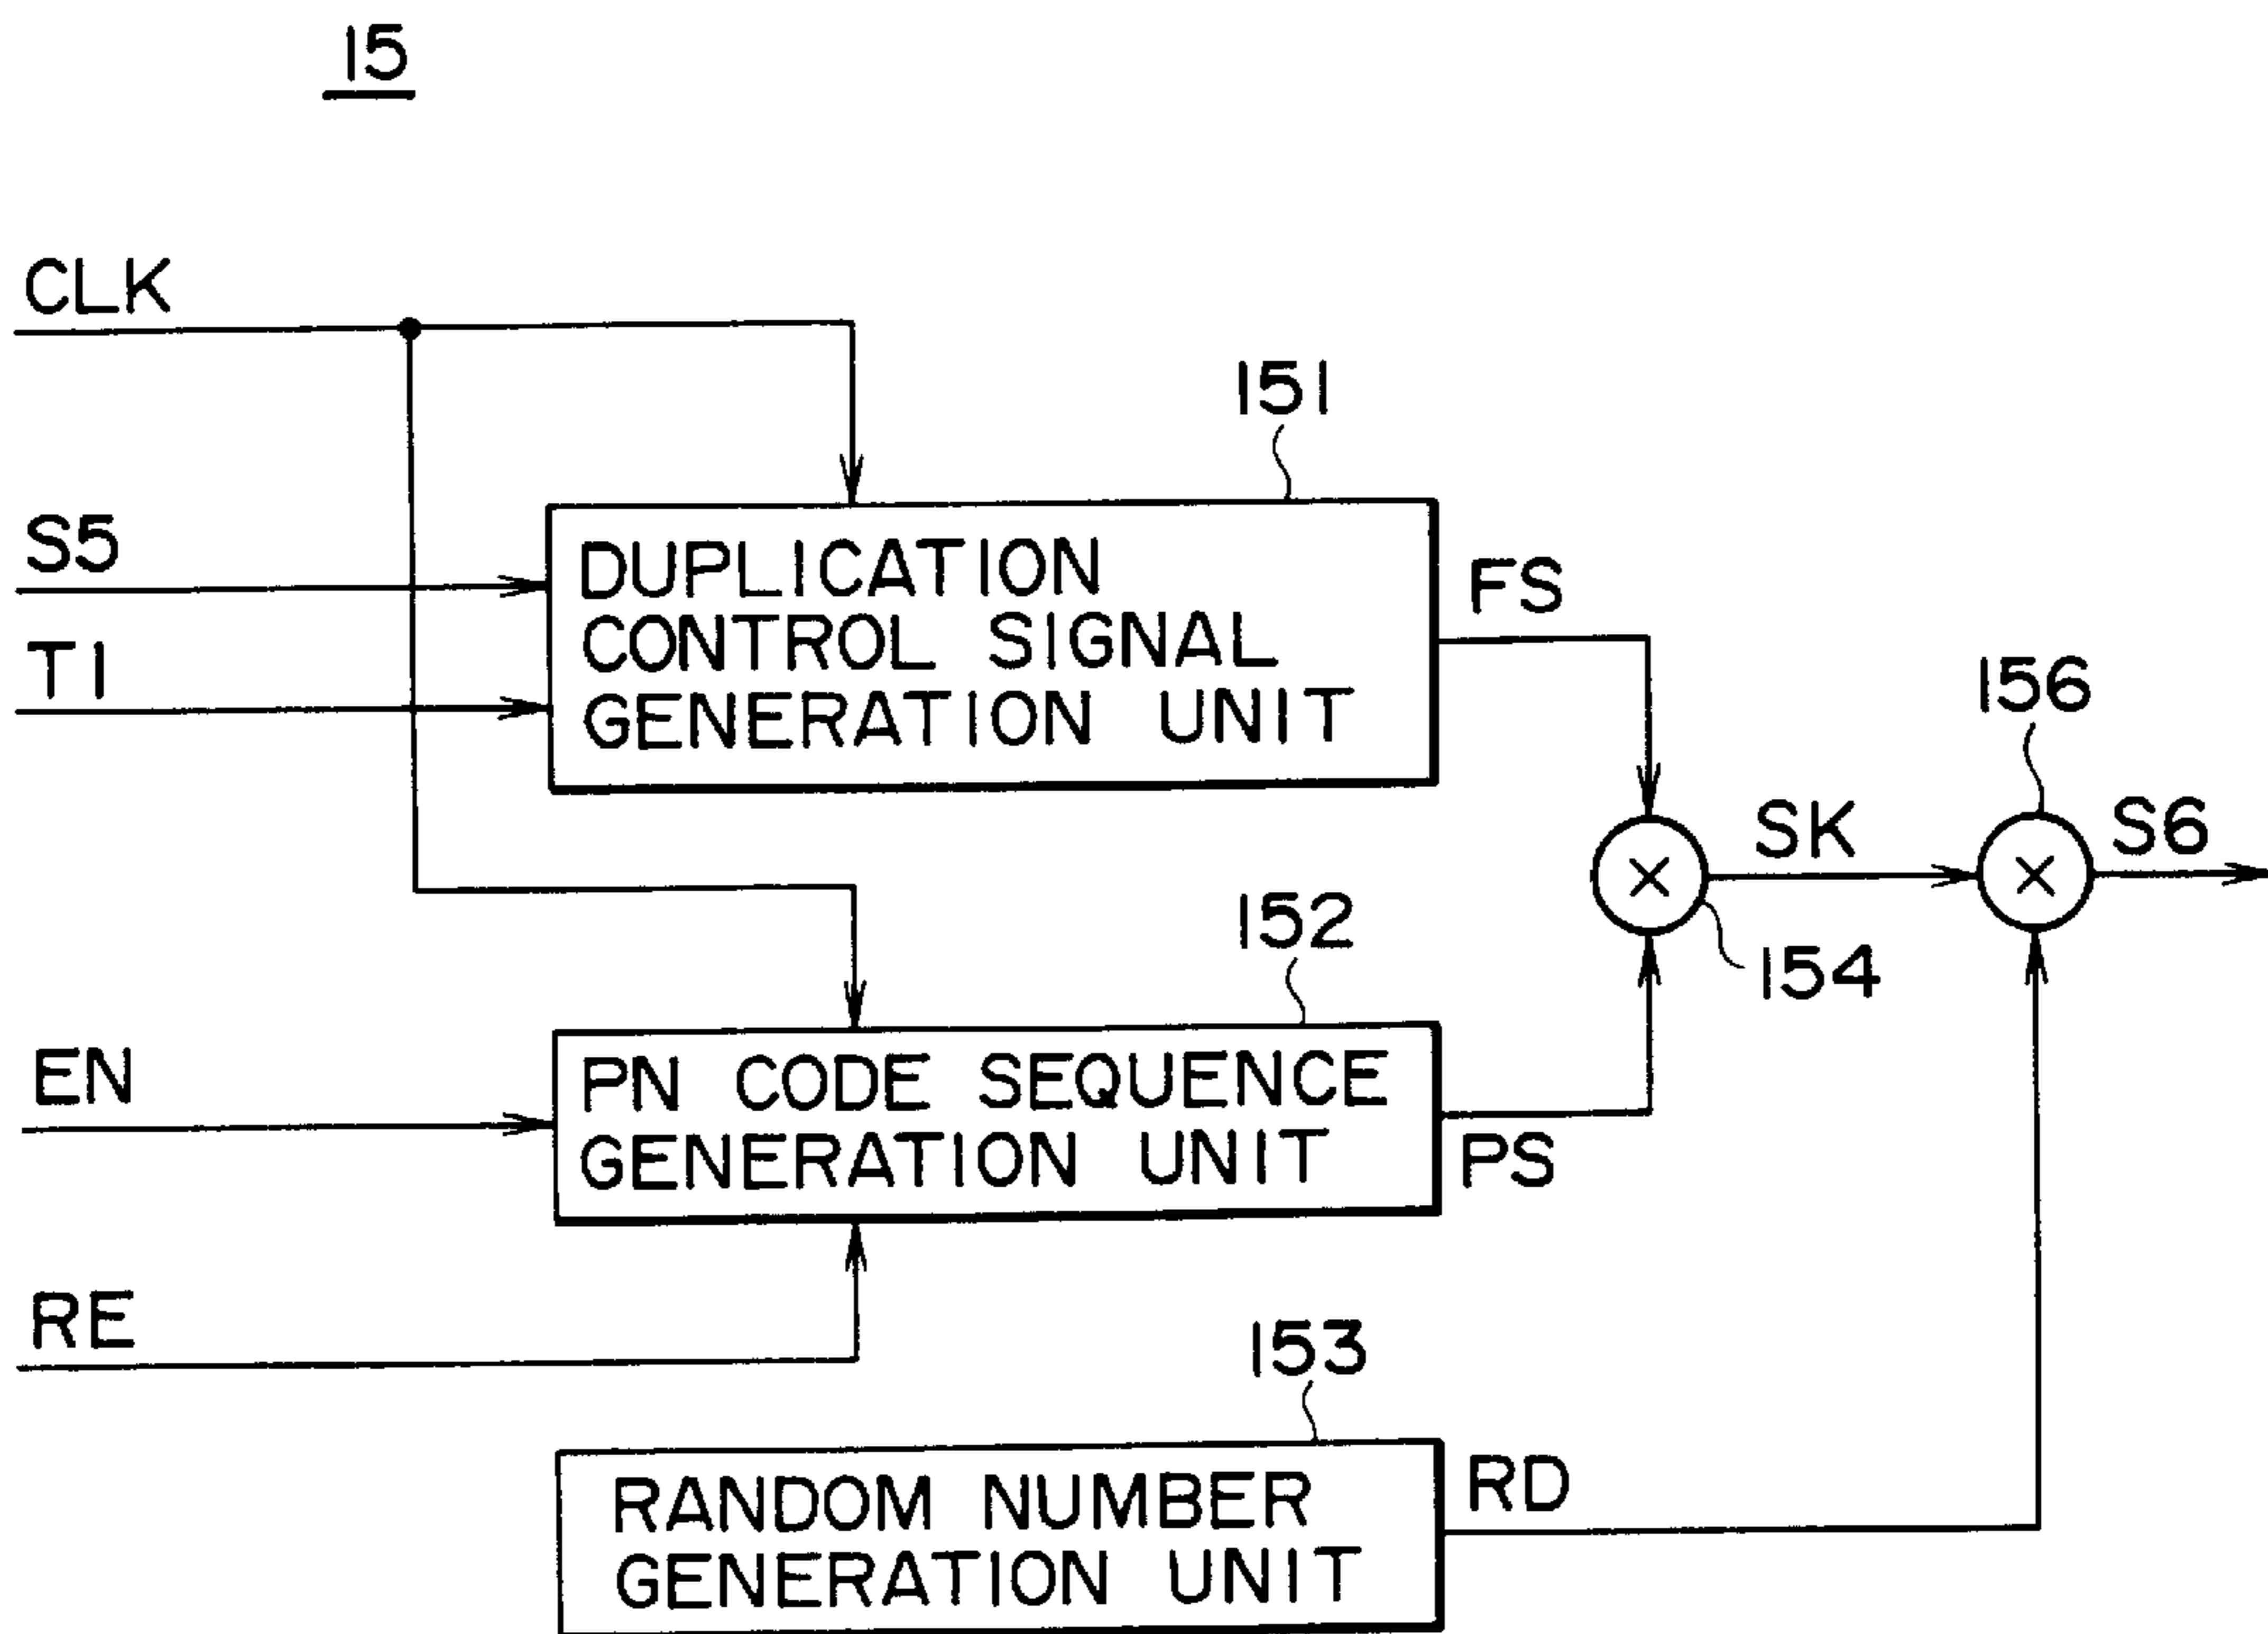 15
CLK
151
S5
DUPLICATION
CONTROL SIGNAL
GENERATION UNIT
FS
T1
156
SK
S6
154
152
EN
PN CODE SEQUENCE
GENERATION UNIT
PS
RE
153
RANDOM NUMBER
GENERATION UNIT
RD